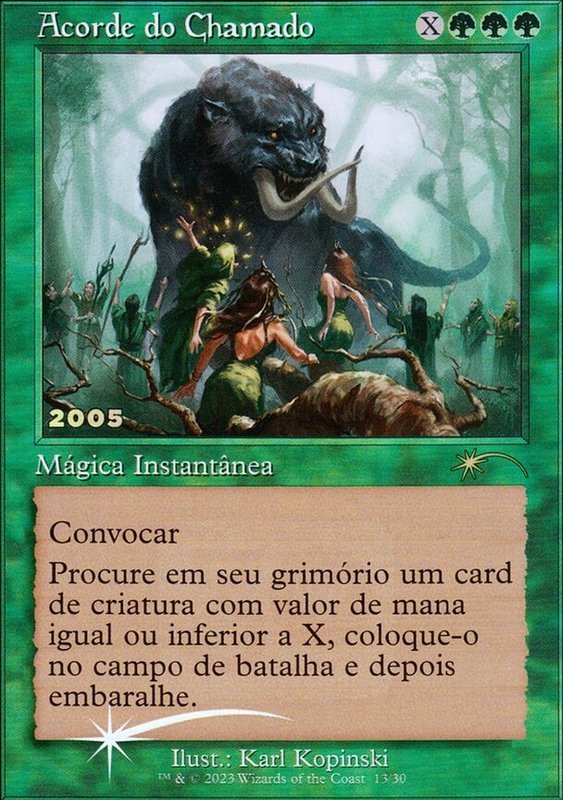 Acorde do Chamado X
2005
Mágica Instantânea
Convocar
Procure em seu grimório um card
de criatura com valor de mana
igual ou inferior a X, coloque-o
no campo de batalha e depois
embaralhe.
Ilust.: Karl Kopinski
™ & © 2023 Wizards of the Coast 13/30